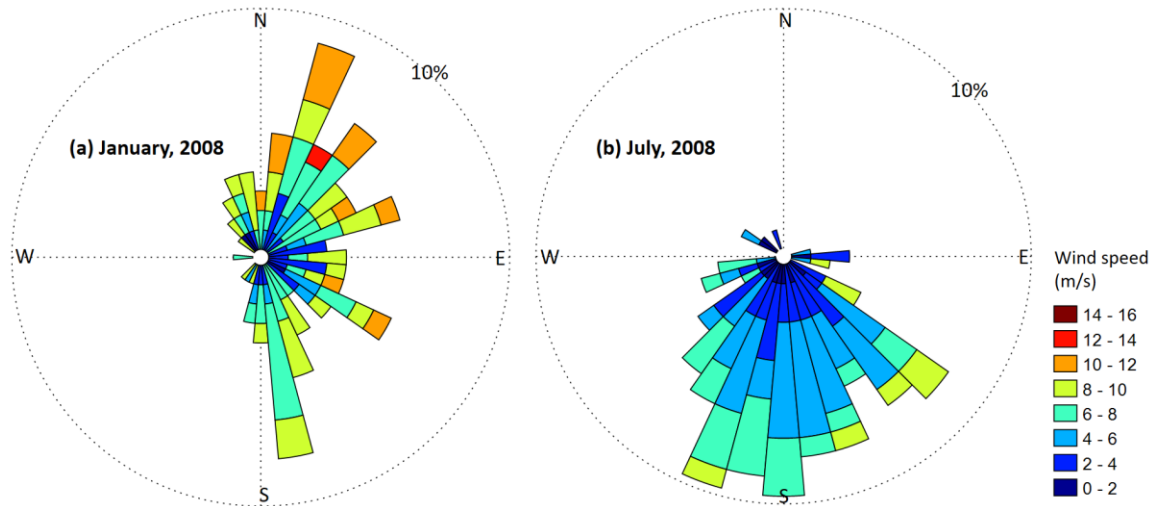 N
10%
(a) January, 2008
W
E
S
N
10%
(b) July, 2008
W
E
S
Wind speed
(m/s)
14 - 16
12 - 14
10 - 12
8 - 10
6 - 8
4 - 6
2 - 4
0 - 2